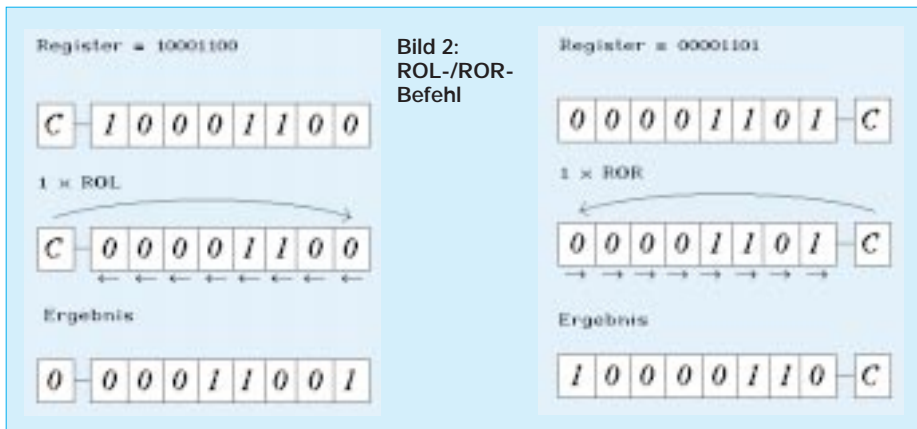 Register = 10001100
C 1 0 0 0 1 1 0 0
1 × ROL
C 0 0 0 0 1 1 0 0
Ergebnis
0 0 0 0 1 1 0 0 1
Bild 2:
ROL-/ROR-
Befehl
Register = 00001101
0 0 0 0 1 1 0 1 C
1 × ROR
0 0 0 0 1 1 0 1 C
Ergebnis
1 0 0 0 0 1 1 0 C